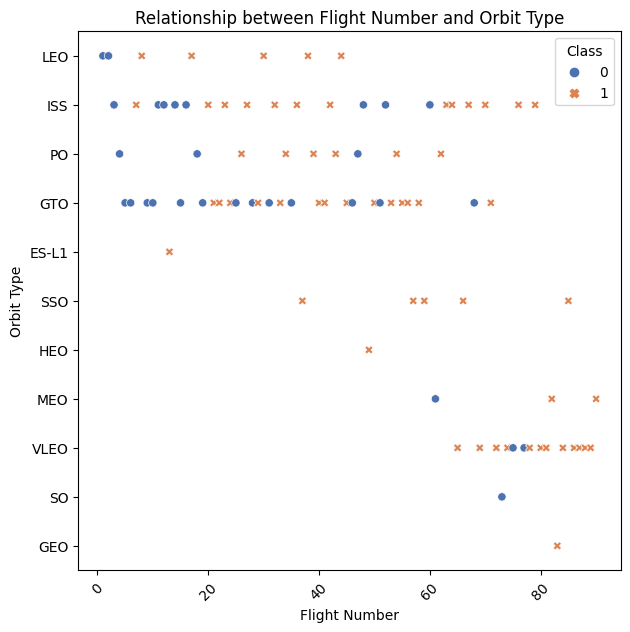 Relationship between Flight Number and Orbit Type
LEO
ISS
PO
GTO
ES-L1
SSO
HEO
MEO
VLEO
SO
GEO
Orbit Type
Class
0
1
0
20
40
60
80
Flight Number